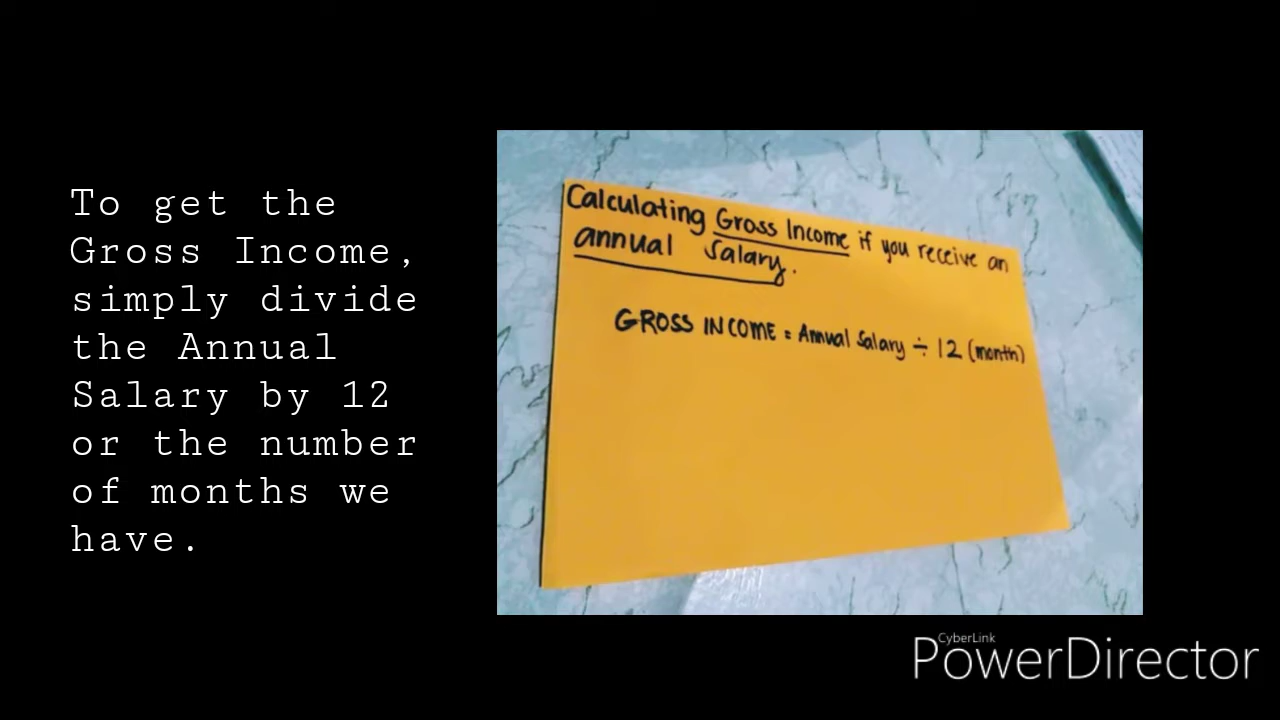 To get the
Gross Income,
simply divide
the Annual
Salary by 12
or the number
of months we
have.
Calculating Gross Income if you receive an
annual salary.
GROSS INCOME = Annual Salary ÷ 12 (month)
CyberLink
PowerDirector